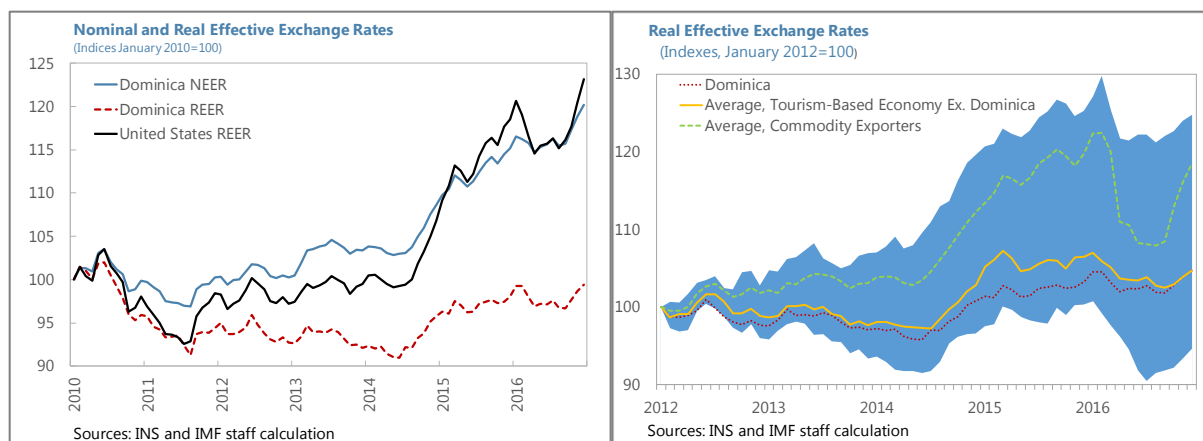 Nominal and Real Effective Exchange Rates
(Indices January 2010=100)
125
120
115
110
105
100
95
90
Dominica NEER
Dominica REER
United States REER
2010
2011
2012
2013
2014
2015
2016
Sources: INS and IMF staff calculation
Real Effective Exchange Rates
(Indexes, January 2012=100)
130
120
110
100
90
Dominica
Average, Tourism-Based Economy Ex. Dominica
Average, Commodity Exporters
2012
2013
2014
2015
2016
Sources: INS and IMF staff calculation